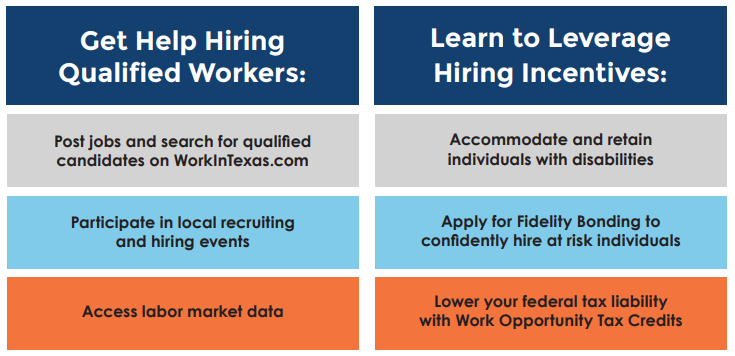 Get Help Hiring
Qualified Workers:
Post jobs and search for qualified
candidates on WorkInTexas.com
Participate in local recruiting
and hiring events
Access labor market data
Learn to Leverage
Hiring Incentives:
Accommodate and retain
individuals with disabilities
Apply for Fidelity Bonding to
confidently hire at risk individuals
Lower your federal tax liability
with Work Opportunity Tax Credits